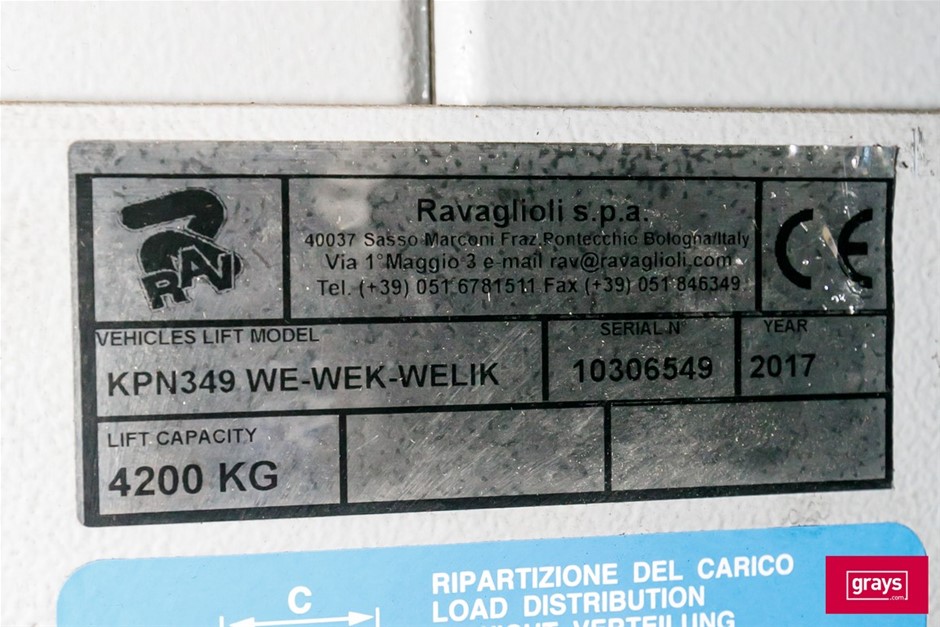 RAV
Ravaglioli s.p.a.
40037 Sasso Marconi Fraz.Pontecchio Bologna/Italy
Via 1°Maggio 3 e-mail rav@ravaglioli.com
Tel. (+39) 051.6781511 Fax (+39) 051 846349
CE
VEHICLES LIFT MODEL
KPN349 WE-WEK-WELIK
SERIAL N°
10306549
YEAR
2017
LIFT CAPACITY
4200 KG
C
RIPARTIZIONE DEL CARICO
LOAD DISTRIBUTION
VERTEILUNG
grays
.com